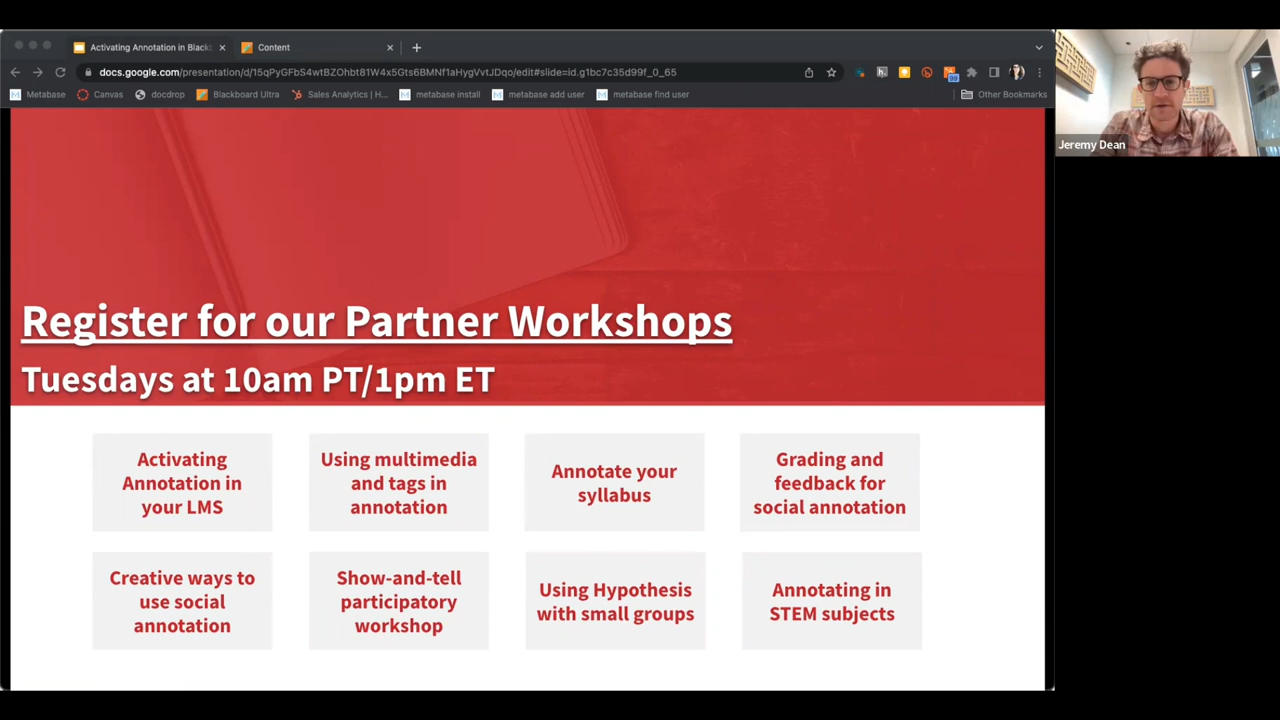 Activating Annotation in Blackb
Content
docs.google.com/presentation/d/15qPyGFbS4wtBZOhbt81W4x5Gts6BMNf1aHygVvtJDqo/edit#slide=id.g1bc7c35d99f_0_65
Metabase
Canvas
docdrop
Blackboard Ultra
Sales Analytics | H...
metabase install
metabase add user
metabase find user
Other Bookmarks
Jeremy Dean
Register for our Partner Workshops
Tuesdays at 10am PT/1pm ET
Activating
Annotation in
your LMS
Using multimedia
and tags in
annotation
Annotate your
syllabus
Grading and
feedback for
social annotation
Creative ways to
use social
annotation
Show-and-tell
participatory
workshop
Using Hypothesis
with small groups
Annotating in
STEM subjects